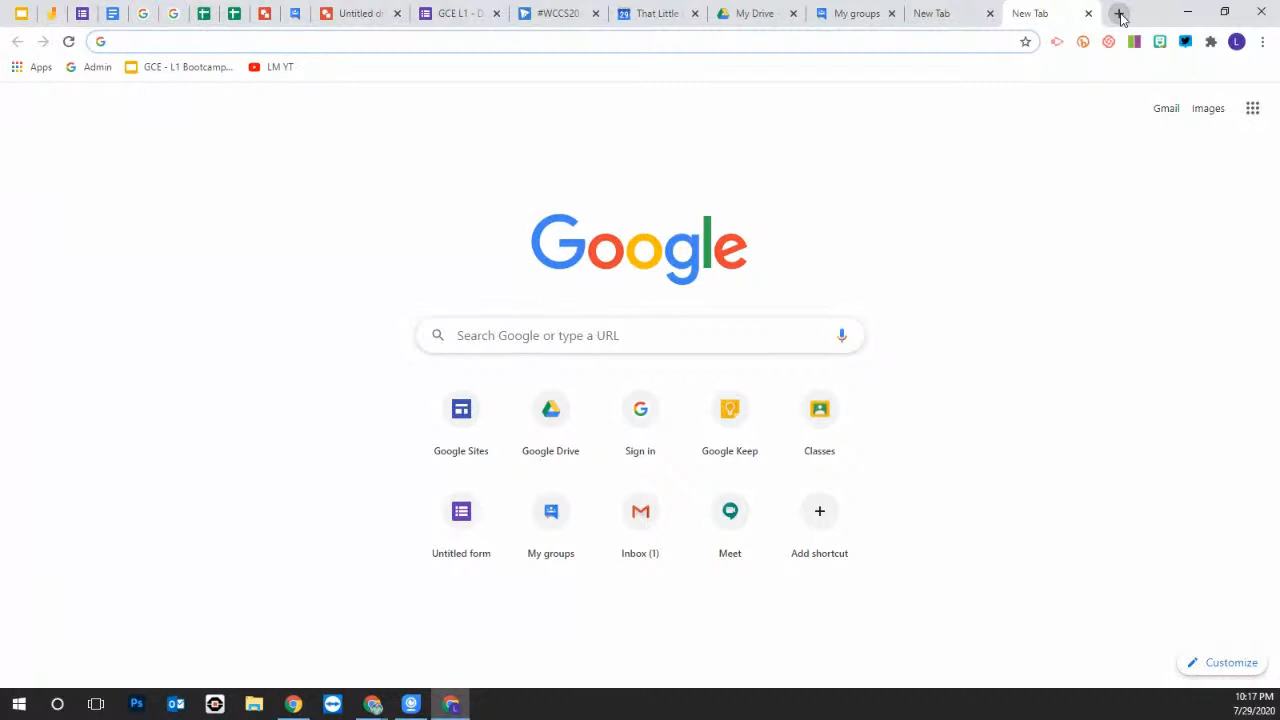 Untitled d
GCE: L1 - D
#WCCS20
That Little
My Drive
My groups
New Tab
New Tab
Apps
Admin
GCE - L1 Bootcamp...
LM YT
L
Gmail
Images
Google
Search Google or type a URL
Google Sites
Google Drive
Sign in
Google Keep
Classes
Untitled form
My groups
Inbox (1)
Meet
Add shortcut
Customize
Ps
10:17 PM
7/29/2020